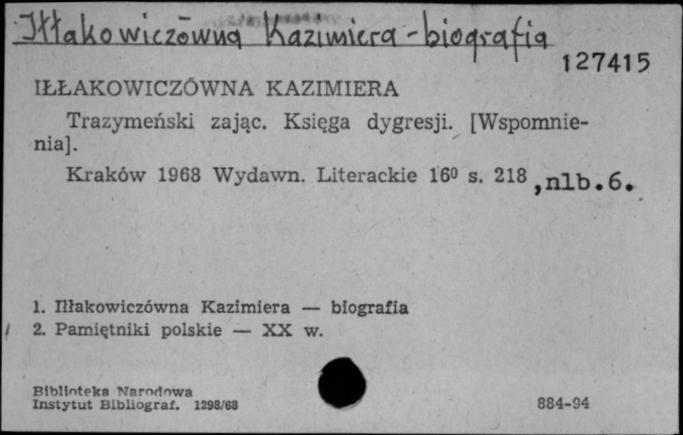 Iłłakowiczówna Kazimiera - biografia
127415
IŁŁAKOWICZÓWNA KAZIMIERA
Trazymeński zając. Księga dygresji. [Wspomnie-
nia].
Kraków 1968 Wydawn. Literackie 16⁰ s. 218 ,nlb.6.
1. Iłłakowiczówna Kazimiera — biografia
2. Pamiętniki polskie — XX w.
Biblioteka Narodowa
Instytut Bibliograf. 1298/68
884-94